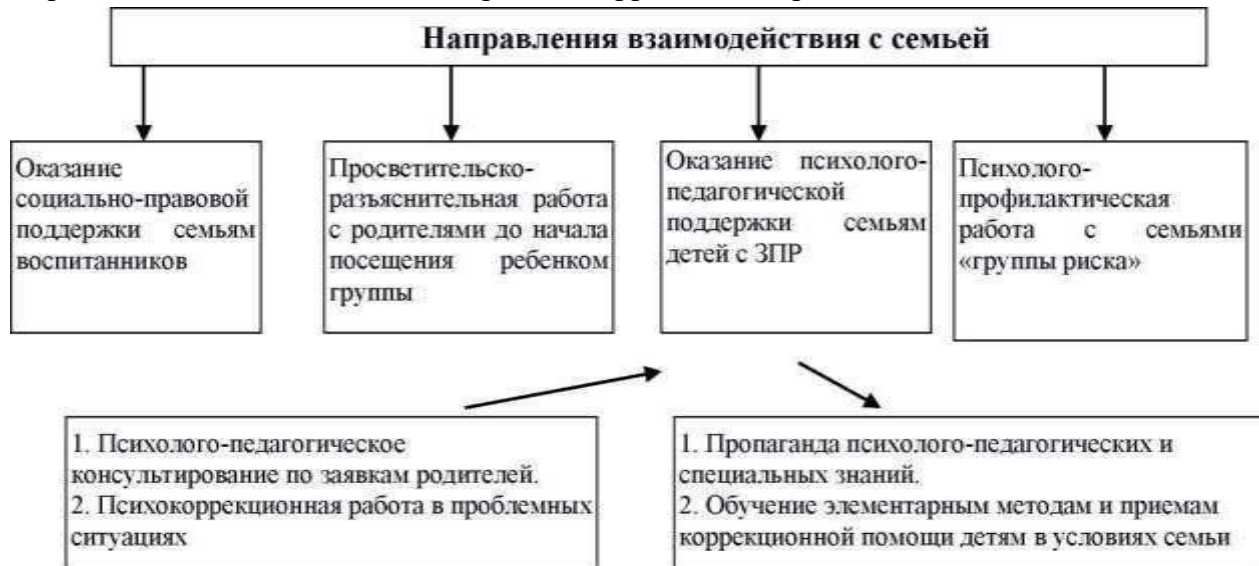 Направления взаимодействия с семьей
Оказание
социально-правовой
поддержки семьям
воспитанников
Просветительско-
разъяснительная работа
с родителями до начала
посещения ребенком
группы
Оказание психолого-
педагогической
поддержки семьям
детей с ЗПР
Психолого-
профилактическая
работа с семьями
«группы риска»
1. Психолого-педагогическое
консультирование по заявкам родителей.
2. Психокоррекционная работа в проблемных
ситуациях
1. Пропаганда психолого-педагогических и
специальных знаний.
2. Обучение элементарным методам и приемам
коррекционной помощи детям в условиях семьи